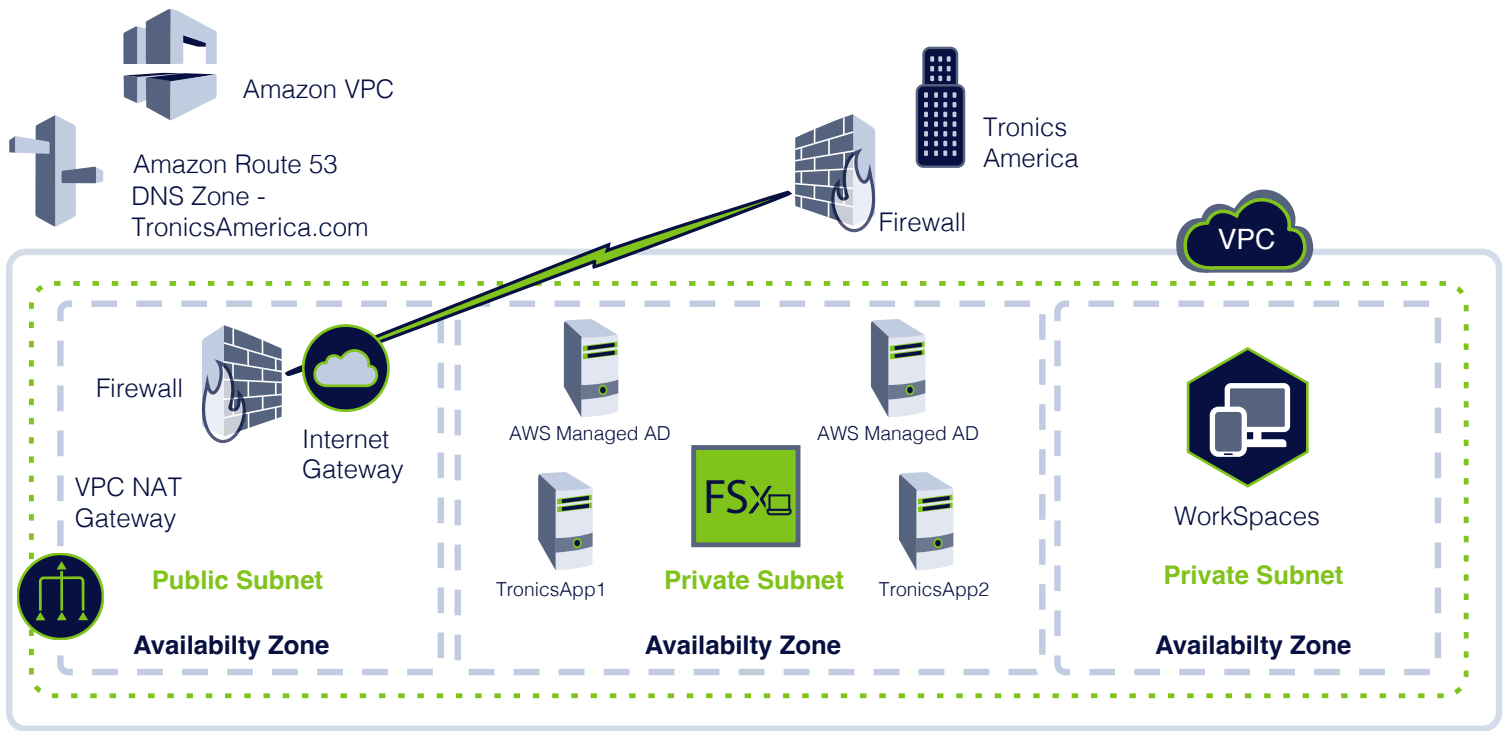 Amazon VPC
Amazon Route 53
DNS Zone -
TronicsAmerica.com
Tronics
America
Firewall
VPC
Firewall
Internet
Gateway
VPC NAT
Gateway
Public Subnet
Availabilty Zone
AWS Managed AD
AWS Managed AD
FSx
TronicsApp1
Private Subnet
TronicsApp2
Availabilty Zone
WorkSpaces
Private Subnet
Availabilty Zone